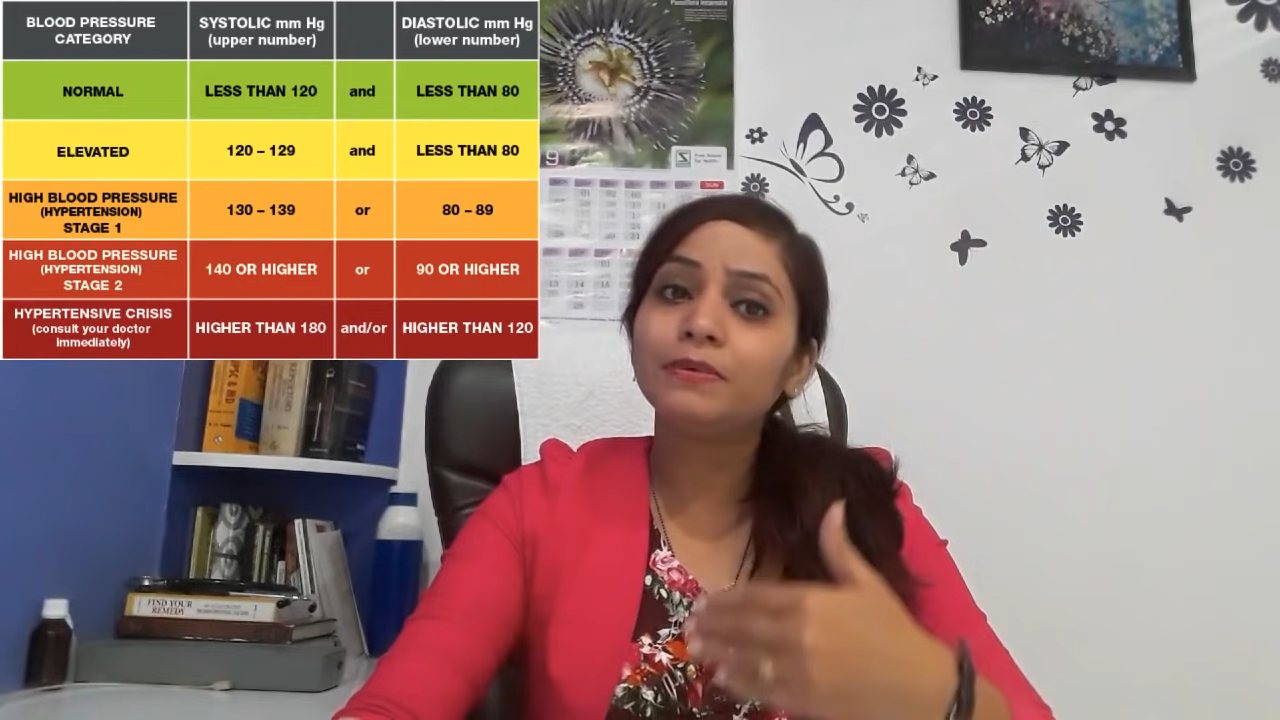 BLOOD PRESSURE CATEGORY
SYSTOLIC mm Hg (upper number)
DIASTOLIC mm Hg (lower number)
NORMAL
LESS THAN 120
and
LESS THAN 80
ELEVATED
120 – 129
and
LESS THAN 80
HIGH BLOOD PRESSURE (HYPERTENSION) STAGE 1
130 – 139
or
80 – 89
HIGH BLOOD PRESSURE (HYPERTENSION) STAGE 2
140 OR HIGHER
or
90 OR HIGHER
HYPERTENSIVE CRISIS (consult your doctor immediately)
HIGHER THAN 180
and/or
HIGHER THAN 120
9
SUN
FIND YOUR REMEDY